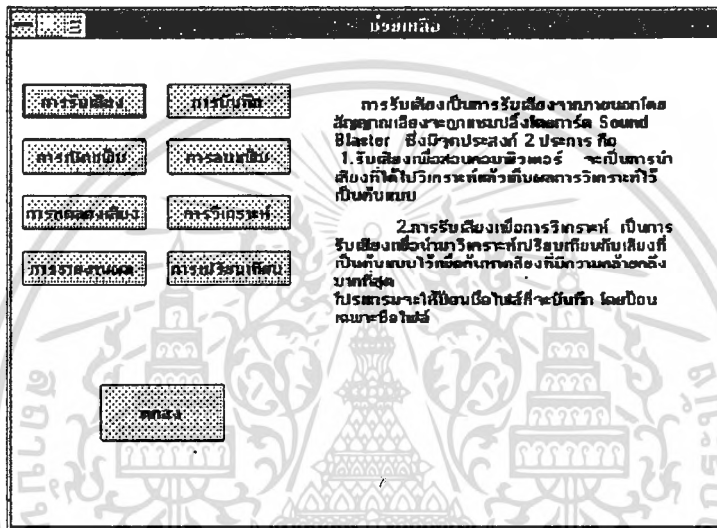 ช่วยเหลือ
การรับเสียง
การบันทึก
การเปิดแฟ้ม
การลบแฟ้ม
การทดลองเสียง
การวิเคราะห์
การรายงานผล
การเปรียบเทียบ
ตกลง
การรับเสียงเป็นการรับเสียงจากภายนอกโดย
สัญญาณเสียงจะถูกแซมปลิ้งโดยการ์ด Sound
Blaster ซึ่งมีจุดประสงค์ 2 ประการ คือ
1.รับเสียงเพื่อสอนคอมพิวเตอร์ จะเป็นการนำ
เสียงที่ได้ไปวิเคราะห์แล้วเก็บผลการวิเคราะห์ไว้
เป็นต้นแบบ
2.การรับเสียงเพื่อการวิเคราะห์ เป็นการ
รับเสียงเพื่อนำมาวิเคราะห์เปรียบเทียบกับเสียงที่
เป็นต้นแบบไว้เพื่อค้นหาเสียงที่มีความคล้ายคลึง
มากที่สุด
โปรแกรมจะให้ป้อนชื่อไฟล์ที่จะบันทึก โดยป้อน
เฉพาะชื่อไฟล์